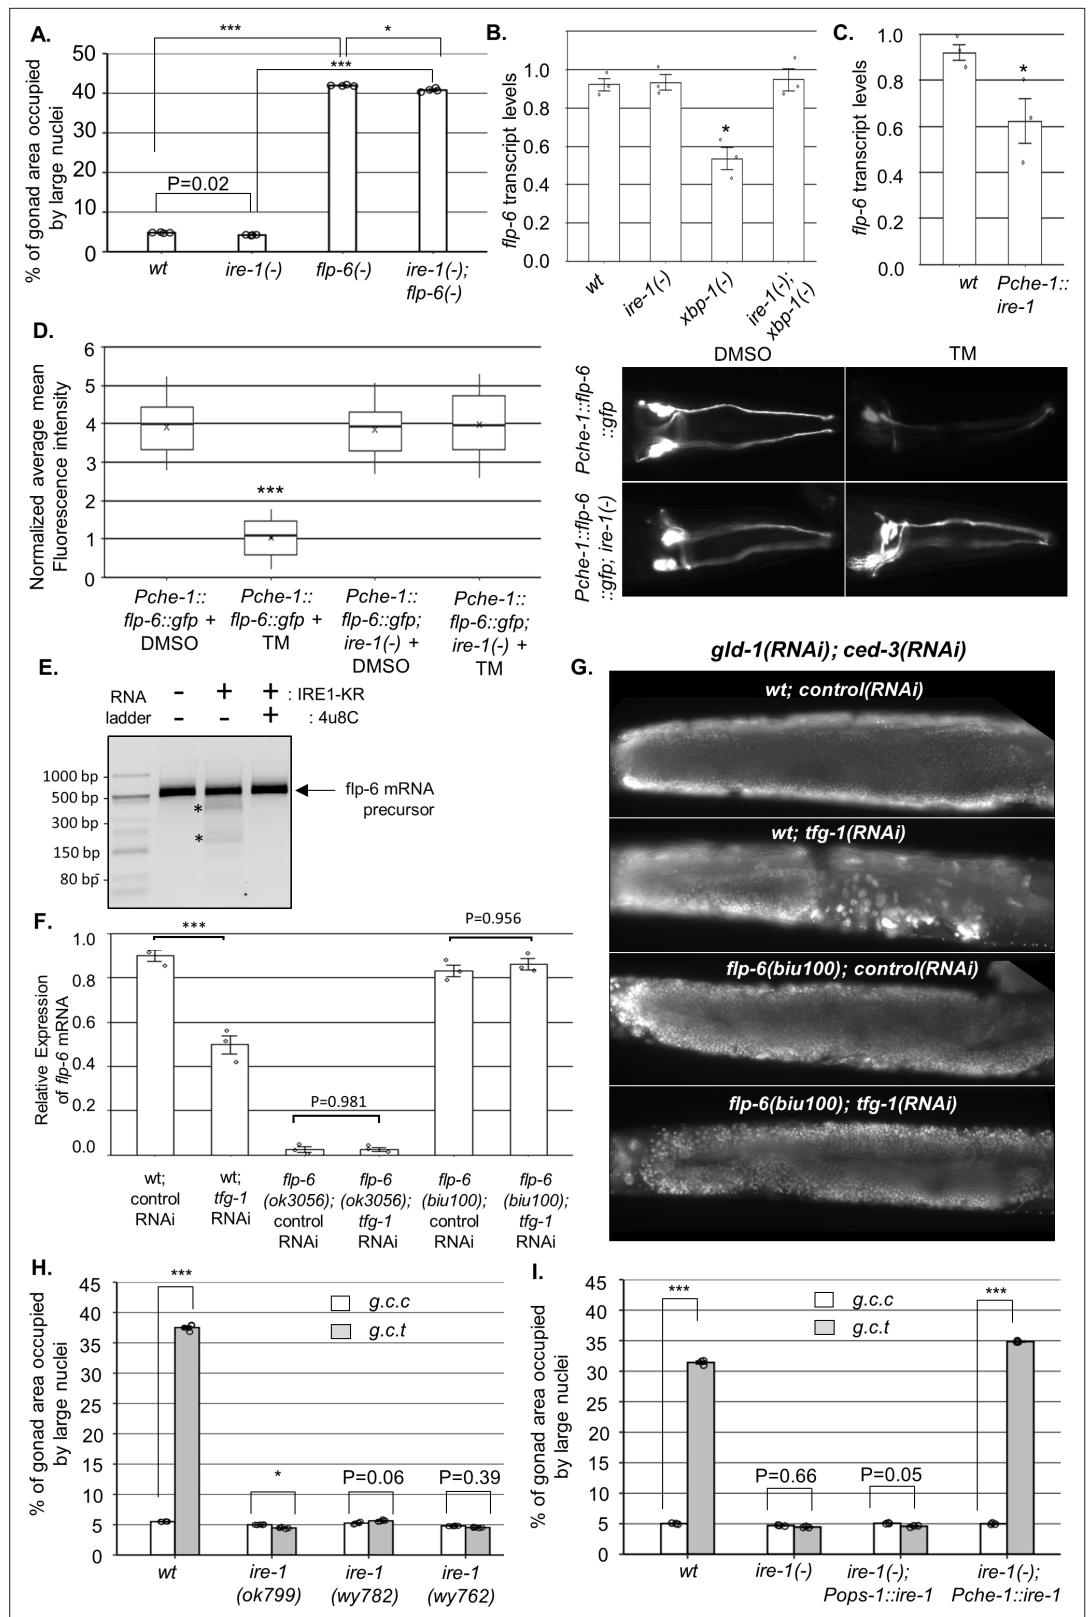 A.
% of gonad area occupied
by large nuclei
50
40
30
20
10
0
***
*
***
P=0.02
wt
ire-1(-)
flp-6(-)
ire-1(-);
flp-6(-)
B.
flp-6 transcript levels
1.0
0.8
0.6
0.4
0.2
0.0
*
wt
ire-1(-)
xbp-1(-)
ire-1(-);
xbp-1(-)
C.
flp-6 transcript levels
1.0
0.8
0.6
0.4
0.2
0.0
*
wt
Pche-1::
ire-1
D.
Normalized average mean
Fluorescence intensity
6
5
4
3
2
1
0
***
Pche-1::
flp-6::gfp +
DMSO
Pche-1::
flp-6::gfp +
TM
Pche-1::
flp-6::gfp;
ire-1(-) +
DMSO
Pche-1::
flp-6::gfp;
ire-1(-) +
TM
DMSO
TM
Pche-1::flp-6
::gfp
Pche-1::flp-6
::gfp; ire-1(-)
E.
RNA
ladder
- + + : IRE1-KR
- - + : 4u8C
1000 bp
500 bp
300 bp
150 bp
80 bp
*
*
flp-6 mRNA
precursor
F.
Relative Expression
of flp-6 mRNA
1.0
0.8
0.6
0.4
0.2
0.0
***
P=0.981
P=0.956
wt;
control
RNAi
wt;
tfg-1
RNAi
flp-6
(ok3056);
control
RNAi
flp-6
(ok3056);
tfg-1
RNAi
flp-6
(biu100);
control
RNAi
flp-6
(biu100);
tfg-1
RNAi
G.
gld-1(RNAi); ced-3(RNAi)
wt; control(RNAi)
wt; tfg-1(RNAi)
flp-6(biu100); control(RNAi)
flp-6(biu100); tfg-1(RNAi)
H.
% of gonad area occupied
by large nuclei
45
40
35
30
25
20
15
10
5
0
***
g.c.c
g.c.t
*
P=0.06
P=0.39
wt
ire-1
(ok799)
ire-1
(wy782)
ire-1
(wy762)
I.
% of gonad area occupied
by large nuclei
45
40
35
30
25
20
15
10
5
0
***
g.c.c
g.c.t
***
P=0.66
P=0.05
wt
ire-1(-)
ire-1(-);
Pops-1::ire-1
ire-1(-);
Pche-1::ire-1